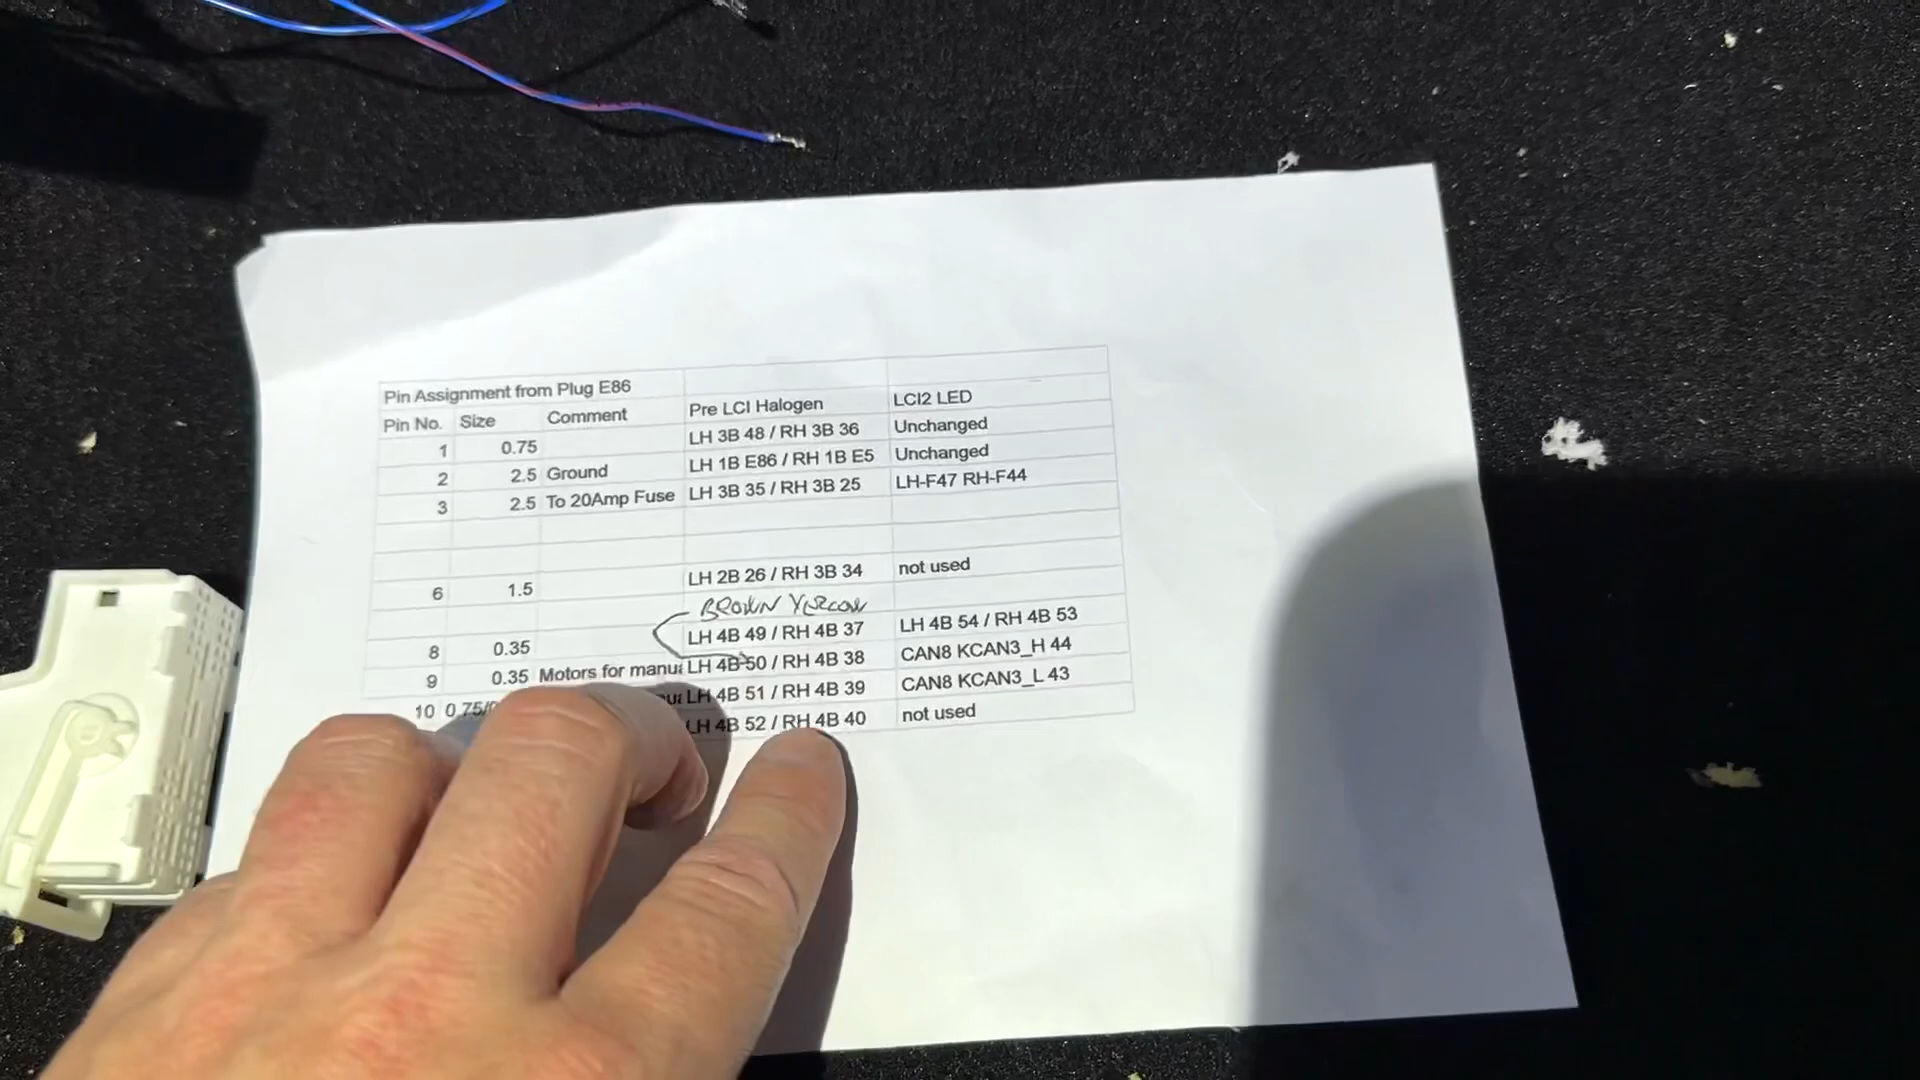 Pin Assignment from Plug E86
Pin No. Size Comment Pre LCI Halogen LCI2 LED
1 0.75 LH 3B 48 / RH 3B 36 Unchanged
2 2.5 Ground LH 1B E86 / RH 1B E5 Unchanged
3 2.5 To 20Amp Fuse LH 3B 35 / RH 3B 25 LH-F47 RH-F44
6 1.5 LH 2B 26 / RH 3B 34 not used
BROWN YELLOW
8 0.35 LH 4B 49 / RH 4B 37 LH 4B 54 / RH 4B 53
9 0.35 Motors for manua LH 4B 50 / RH 4B 38 CAN8 KCAN3_H 44
10 0.75/ LH 4B 51 / RH 4B 39 CAN8 KCAN3_L 43
LH 4B 52 / RH 4B 40 not used